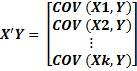 X'Y = [COV (X1, Y)
COV (X2, Y)
⋮
COV (Xk, Y)]